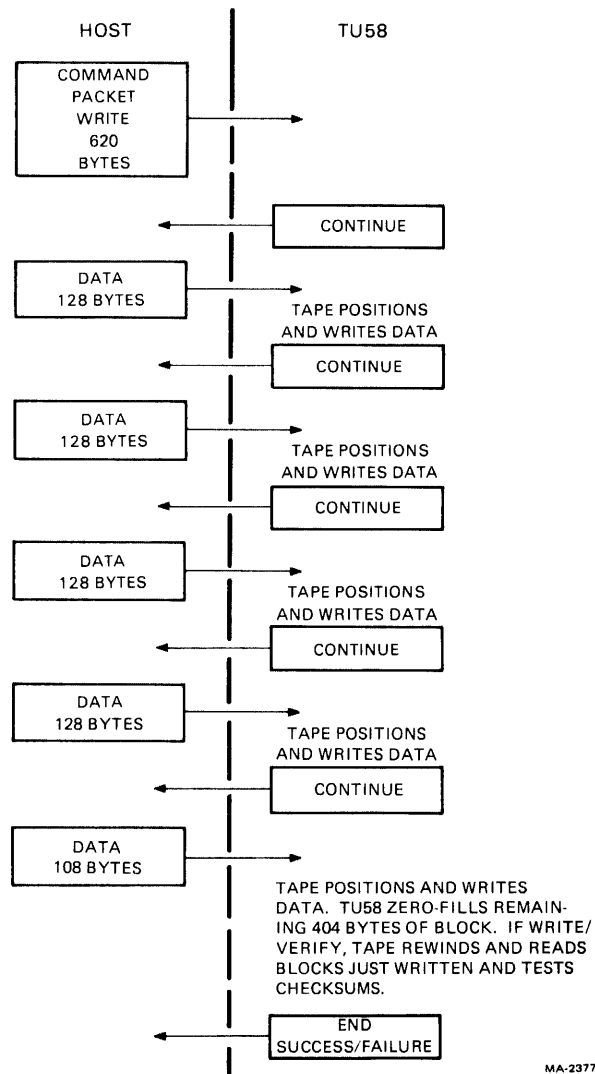 HOST
TU58
COMMAND
PACKET
WRITE
620
BYTES
CONTINUE
DATA
128 BYTES
TAPE POSITIONS
AND WRITES DATA
CONTINUE
DATA
128 BYTES
TAPE POSITIONS
AND WRITES DATA
CONTINUE
DATA
128 BYTES
TAPE POSITIONS
AND WRITES DATA
CONTINUE
DATA
128 BYTES
TAPE POSITIONS
AND WRITES DATA
CONTINUE
DATA
108 BYTES
TAPE POSITIONS AND WRITES
DATA. TU58 ZERO-FILLS REMAIN-
ING 404 BYTES OF BLOCK. IF WRITE/
VERIFY, TAPE REWINDS AND READS
BLOCKS JUST WRITTEN AND TESTS
CHECKSUMS.
END
SUCCESS/FAILURE
MA-2377